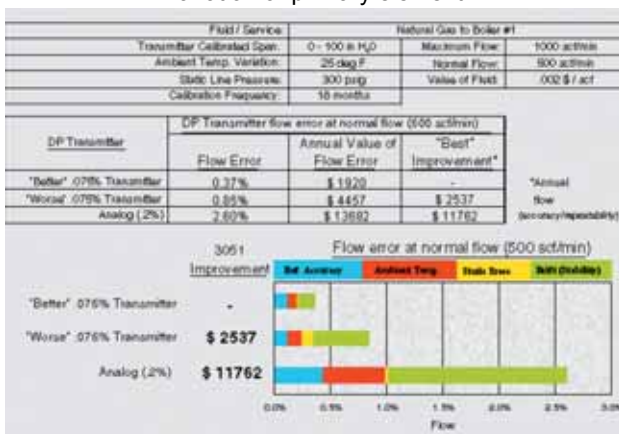 Fluid / Service: Natural Gas to Boiler #1
Transmitter Calibrated Span: 0 - 100 in H2O Maximum Flow: 1000 scf/min
Ambient Temp. Variation: 25 deg F Normal Flow: 500 scf/min
Static Line Pressure: 300 psig Value of Fluid: .002 $ / scf
Calibration Frequency: 18 months
DP Transmitter flow error at normal flow (500 scf/min)
DP Transmitter Flow Error Annual Value of Flow Error "Best" Improvement*
"Better" .075% Transmitter 0.37% $ 1920 - *Annual
"Worse" .075% Transmitter 0.85% $ 4457 $ 2537 flow
Analog (.2%) 2.60% $ 13682 $ 11762 (accuracy/repeatability)
3051 Improvement Flow error at normal flow (500 scf/min)
Ref. Accuracy Ambient Temp. Static Press Drift (Stability)
"Better" .075% Transmitter -
"Worse" .075% Transmitter $ 2537
Analog (.2%) $ 11762
0.0% 0.5% 1.0% 1.5% 2.0% 2.5% 3.0%
Flow